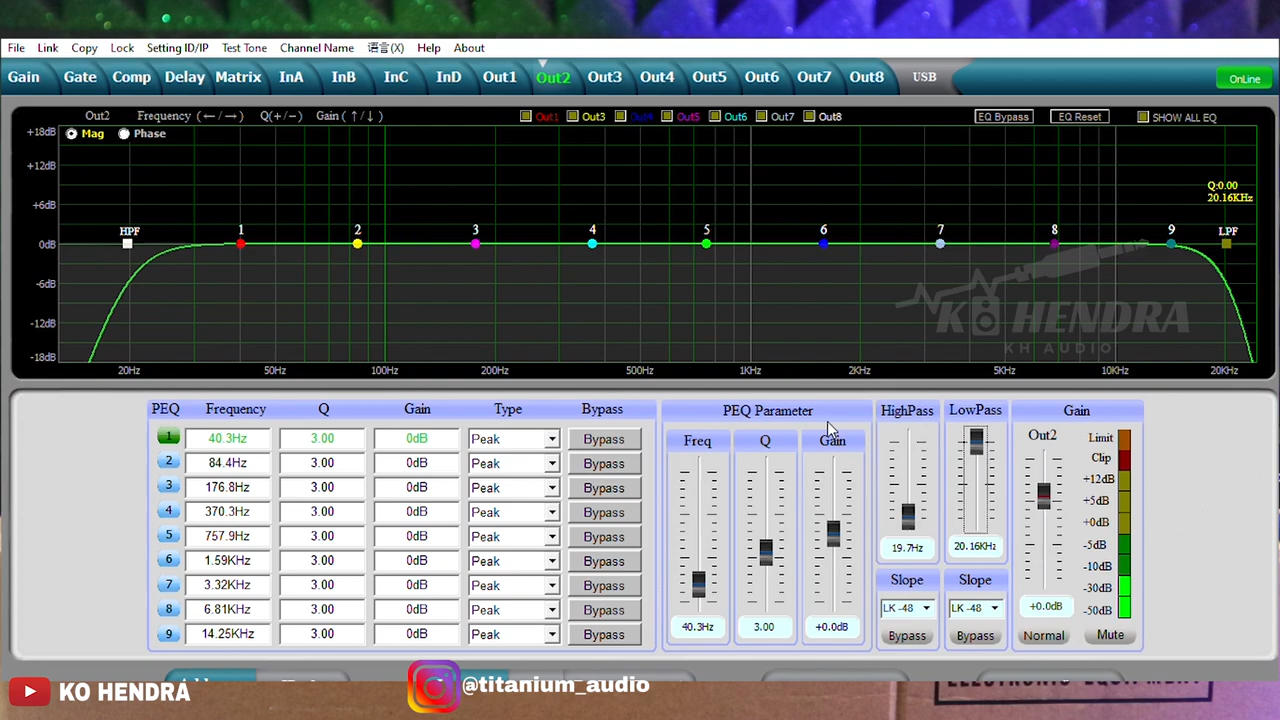 File Link Copy Lock Setting ID/IP Test Tone Channel Name 语言(X) Help About
Gain Gate Comp Delay Matrix InA InB InC InD Out1 Out2 Out3 Out4 Out5 Out6 Out7 Out8 USB OnLine
Out2 Frequency (←/→) Q(+/−) Gain (↑/↓) Out1 Out3 Out4 Out5 Out6 Out7 Out8 EQ Bypass EQ Reset SHOW ALL EQ
+18dB Mag Phase
+12dB
Q:0.00
20.16KHz
+6dB
HPF 1 2 3 4 5 6 7 8 9 LPF
0dB
-6dB
KO HENDRA
-12dB
KH AUDIO
-18dB
20Hz 50Hz 100Hz 200Hz 500Hz 1KHz 2KHz 5KHz 10KHz 20KHz
PEQ Frequency Q Gain Type Bypass
1 40.3Hz 3.00 0dB Peak Bypass
2 84.4Hz 3.00 0dB Peak Bypass
3 176.8Hz 3.00 0dB Peak Bypass
4 370.3Hz 3.00 0dB Peak Bypass
5 757.9Hz 3.00 0dB Peak Bypass
6 1.59KHz 3.00 0dB Peak Bypass
7 3.32KHz 3.00 0dB Peak Bypass
8 6.81KHz 3.00 0dB Peak Bypass
9 14.25KHz 3.00 0dB Peak Bypass
PEQ Parameter
Freq Q Gain
40.3Hz 3.00 +0.0dB
HighPass
19.7Hz
Slope
LK -48
Bypass
LowPass
20.16KHz
Slope
LK -48
Bypass
Gain
Out2
+0.0dB
Normal
Limit
Clip
+12dB
+5dB
+0dB
-5dB
-10dB
-30dB
-50dB
Mute
KO HENDRA
@titanium_audio